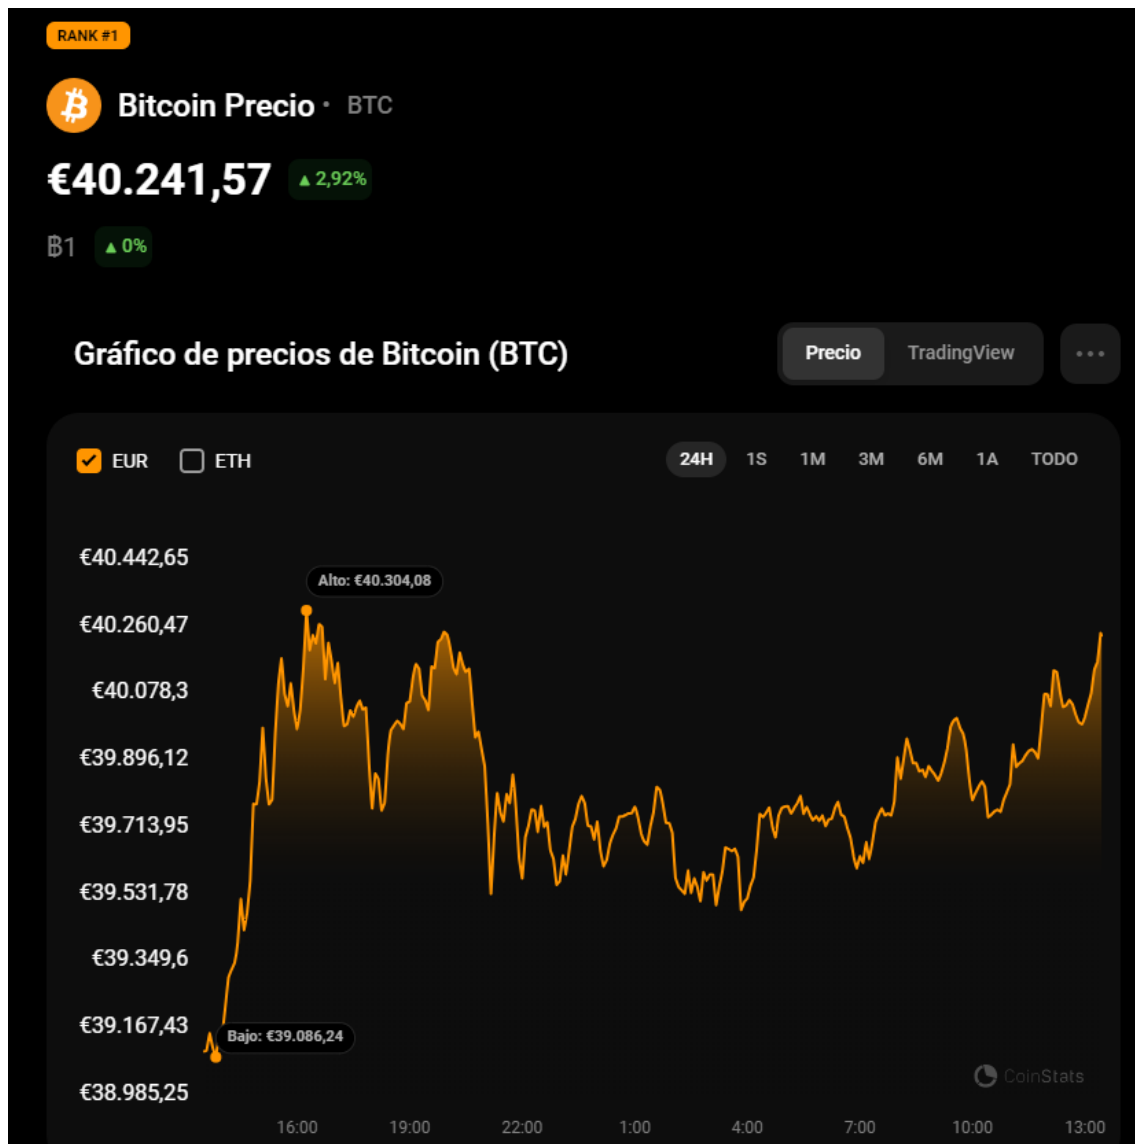 RANK #1
Bitcoin Precio • BTC
€40.241,57 ▲ 2,92%
฿1 ▲ 0%
Gráfico de precios de Bitcoin (BTC)
Precio TradingView
EUR ETH
24H 1S 1M 3M 6M 1A TODO
€40.442,65
Alto: €40.304,08
€40.260,47
€40.078,3
€39.896,12
€39.713,95
€39.531,78
€39.349,6
€39.167,43
Bajo: €39.086,24
€38.985,25
CoinStats
16:00 19:00 22:00 1:00 4:00 7:00 10:00 13:00